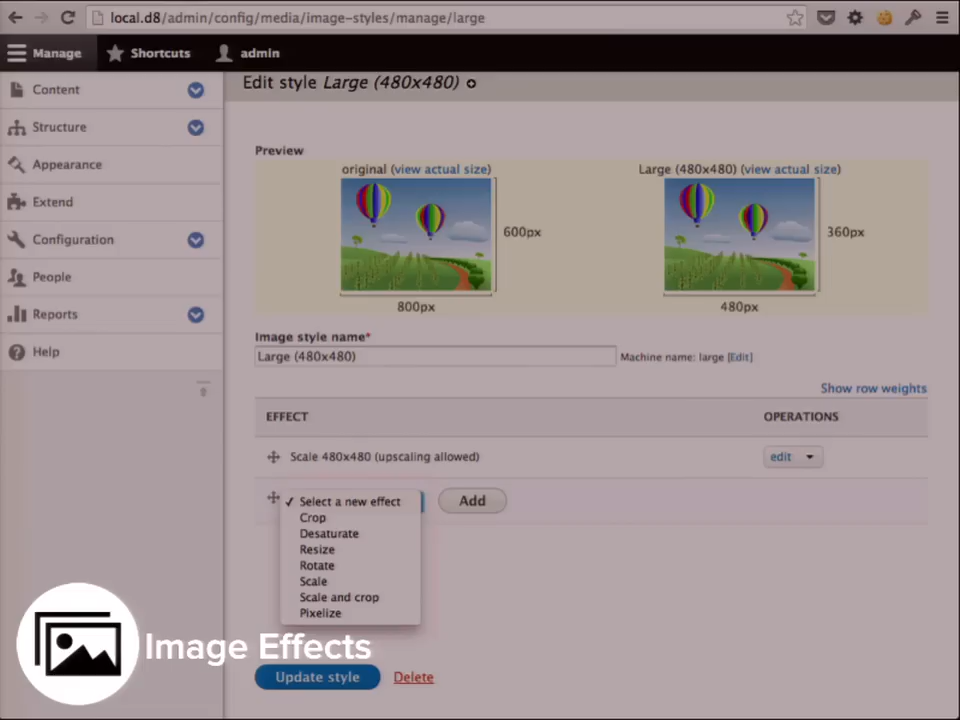 local.d8/admin/config/media/image-styles/manage/large
Manage Shortcuts admin
Content
Structure
Appearance
Extend
Configuration
People
Reports
Help
Edit style Large (480x480)
Preview
original (view actual size)
600px
800px
Large (480x480) (view actual size)
360px
480px
Image style name*
Large (480x480)
Machine name: large [Edit]
Show row weights
EFFECT OPERATIONS
Scale 480x480 (upscaling allowed) edit
✓ Select a new effect
Add
Crop
Desaturate
Resize
Rotate
Scale
Scale and crop
Pixelize
Image Effects
Update style Delete